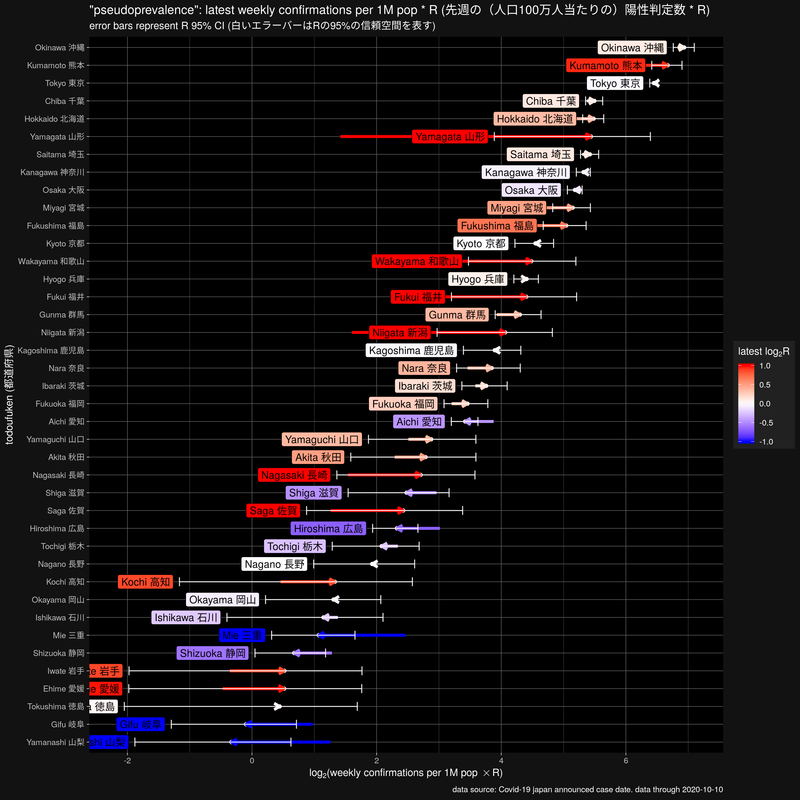 "pseudoprevalence": latest weekly confirmations per 1M pop * R (先週の（人口100万人当たりの）陽性判定数 * R)
error bars represent R 95% CI (白いエラーバーはRの95%の信頼空間を表す)
todoufuken (都道府県)
Okinawa 沖縄 Okinawa 沖縄
Kumamoto 熊本 Kumamoto 熊本
Tokyo 東京 Tokyo 東京
Chiba 千葉 Chiba 千葉
Hokkaido 北海道 Hokkaido 北海道
Yamagata 山形 Yamagata 山形
Saitama 埼玉 Saitama 埼玉
Kanagawa 神奈川 Kanagawa 神奈川
Osaka 大阪 Osaka 大阪
Miyagi 宮城 Miyagi 宮城
Fukushima 福島 Fukushima 福島
Kyoto 京都 Kyoto 京都
Wakayama 和歌山 Wakayama 和歌山
Hyogo 兵庫 Hyogo 兵庫
Fukui 福井 Fukui 福井
Gunma 群馬 Gunma 群馬
Niigata 新潟 Niigata 新潟
Kagoshima 鹿児島 Kagoshima 鹿児島
Nara 奈良 Nara 奈良
Ibaraki 茨城 Ibaraki 茨城
Fukuoka 福岡 Fukuoka 福岡
Aichi 愛知 Aichi 愛知
Yamaguchi 山口 Yamaguchi 山口
Akita 秋田 Akita 秋田
Nagasaki 長崎 Nagasaki 長崎
Shiga 滋賀 Shiga 滋賀
Saga 佐賀 Saga 佐賀
Hiroshima 広島 Hiroshima 広島
Tochigi 栃木 Tochigi 栃木
Nagano 長野 Nagano 長野
Kochi 高知 Kochi 高知
Okayama 岡山 Okayama 岡山
Ishikawa 石川 Ishikawa 石川
Mie 三重 Mie 三重
Shizuoka 静岡 Shizuoka 静岡
Iwate 岩手 e 岩手
Ehime 愛媛 e 愛媛
Tokushima 徳島 徳島
Gifu 岐阜 Gifu 岐阜
Yamanashi 山梨 山梨
-2 0 2 4 6
log₂(weekly confirmations per 1M pop × R)
latest log₂R
1.0
0.5
0.0
-0.5
-1.0
data source: Covid-19 japan announced case date. data through 2020-10-10